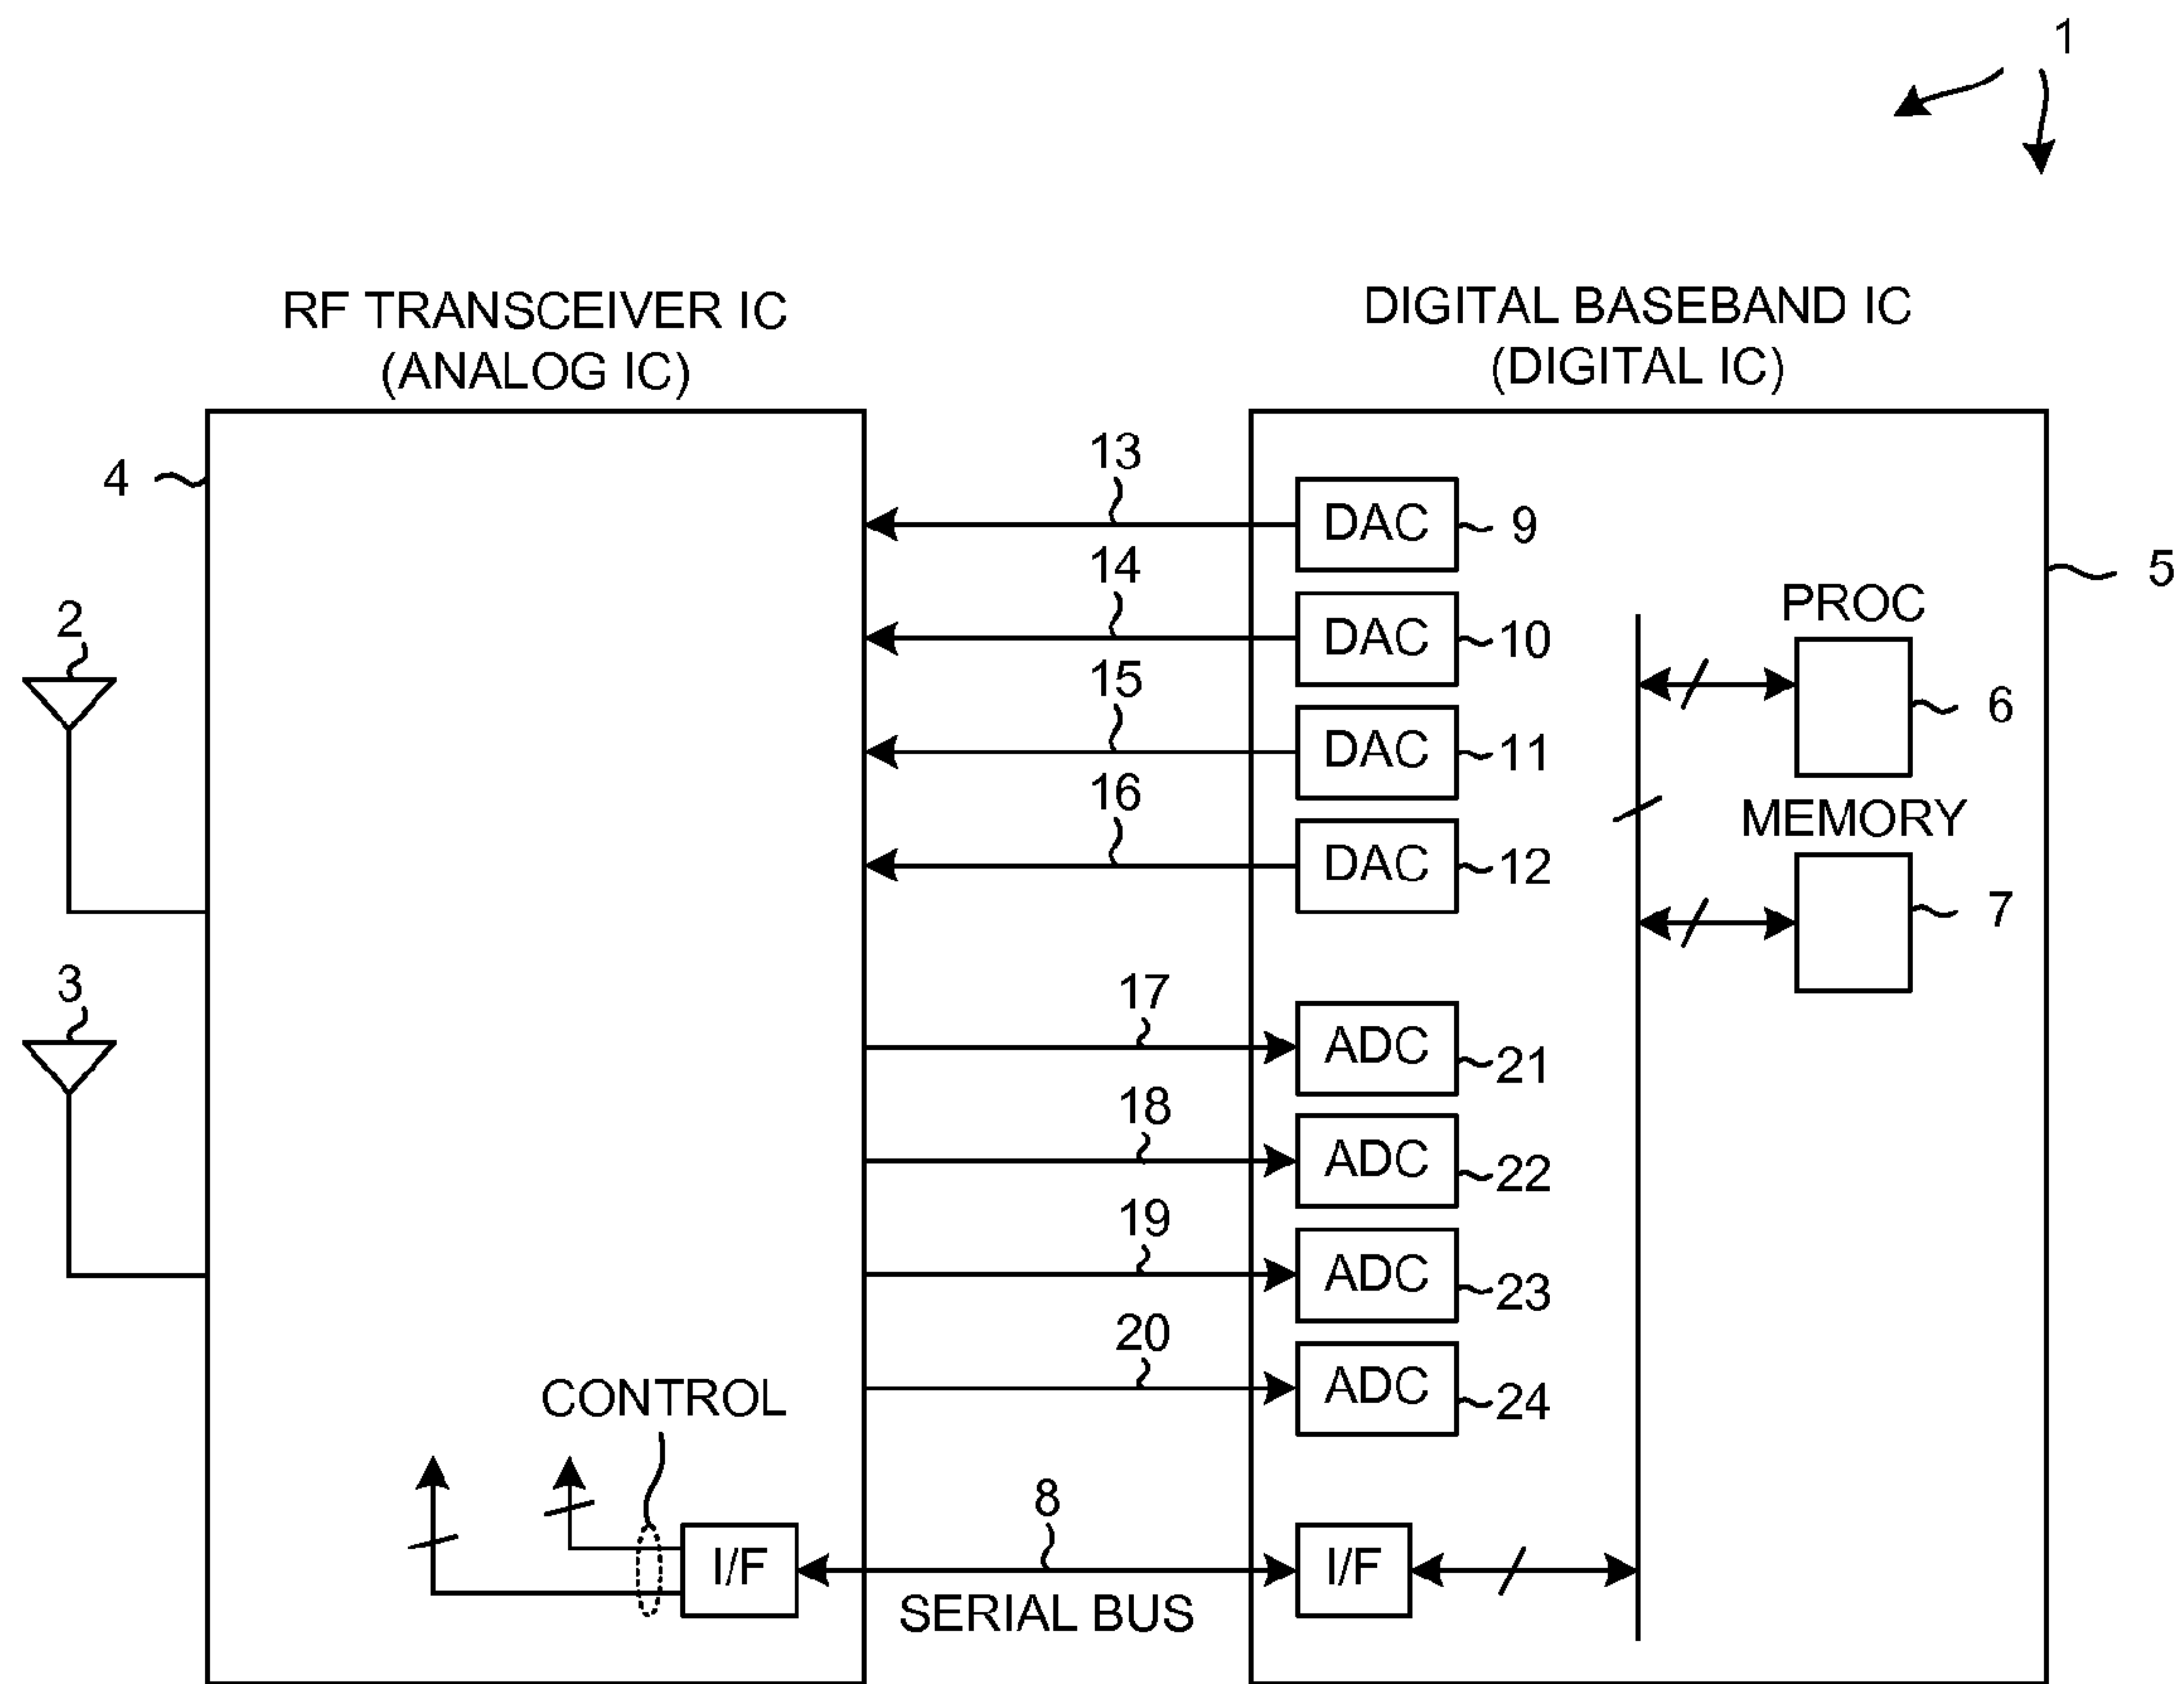 1
RF TRANSCEIVER IC
(ANALOG IC)
DIGITAL BASEBAND IC
(DIGITAL IC)
4
13
DAC
9
14
DAC
10
5
PROC
2
15
DAC
11
6
16
DAC
12
MEMORY
7
3
17
ADC
21
18
ADC
22
19
ADC
23
20
ADC
24
CONTROL
8
I/F
I/F
SERIAL BUS